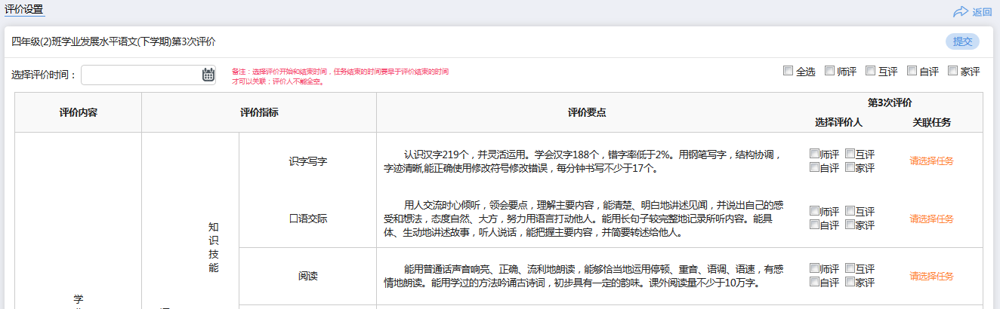 评价设置
返回
四年级(2)班学业发展水平语文(下学期)第3次评价
提交
选择评价时间：
备注：选择评价开始和结束时间，任务结束的时间要早于评价结束的时间
才可以关联；评价人不能全空。
全选 师评 互评 自评 家评
评价内容
评价指标
评价要点
第3次评价
选择评价人
关联任务
识字写字
认识汉字219个，并灵活运用。学会汉字188个，错字率低于2%。用钢笔写字，结构协调，
字迹清晰,能正确使用修改符号修改错误，每分钟书写不少于17个。
师评 互评
自评 家评
请选择任务
口语交际
用人交流时心倾听，领会要点，理解主要内容，能清楚、明白地讲述见闻，并说出自己的感
受和想法，态度自然、大方，努力用语言打动他人。能用长句子较完整地记录所听内容。能具
体、生动地讲述故事，听人说话，能把握主要内容，并简要转述给他人。
师评 互评
自评 家评
请选择任务
知
识
技
能
阅读
能用普通话声音响亮、正确、流利地朗读，能够恰当地运用停顿、重音、语调、语速，有感
情地朗读。能用学过的方法吟诵古诗词，初步具有一定的韵味。课外阅读量不少于10万字。
师评 互评
自评 家评
请选择任务
学